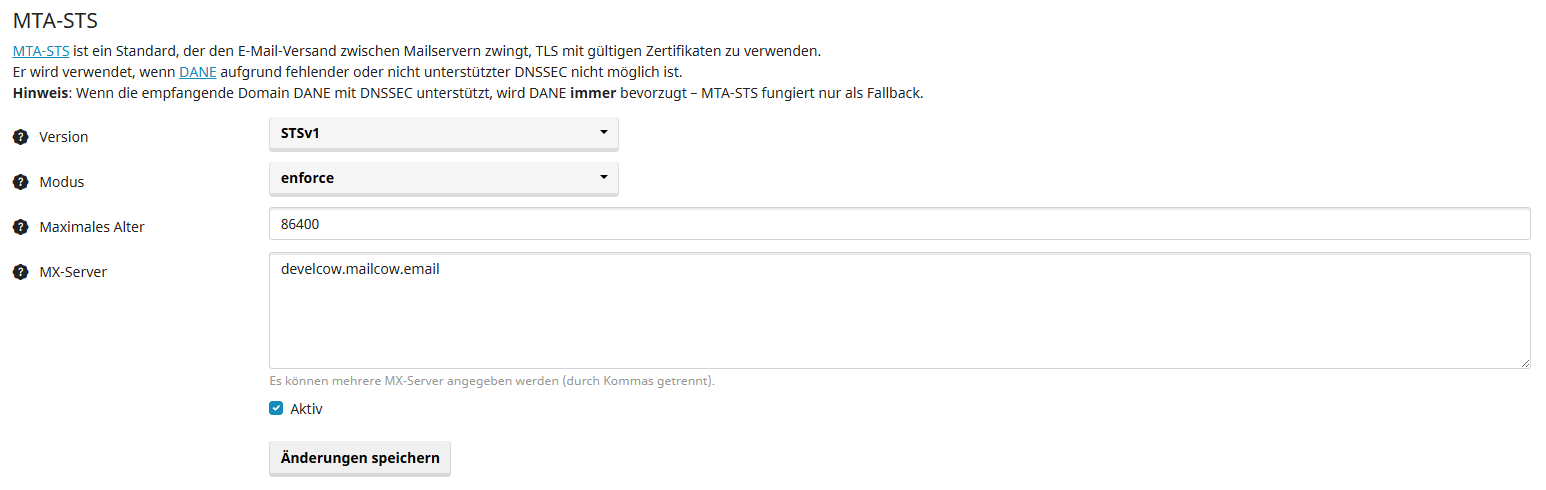 MTA-STS
MTA-STS ist ein Standard, der den E-Mail-Versand zwischen Mailservern zwingt, TLS mit gültigen Zertifikaten zu verwenden.
Er wird verwendet, wenn DANE aufgrund fehlender oder nicht unterstützter DNSSEC nicht möglich ist.
Hinweis: Wenn die empfangende Domain DANE mit DNSSEC unterstützt, wird DANE immer bevorzugt – MTA-STS fungiert nur als Fallback.
? Version STSv1
? Modus enforce
? Maximales Alter 86400
? MX-Server develcow.mailcow.email
Es können mehrere MX-Server angegeben werden (durch Kommas getrennt).
Aktiv
Änderungen speichern